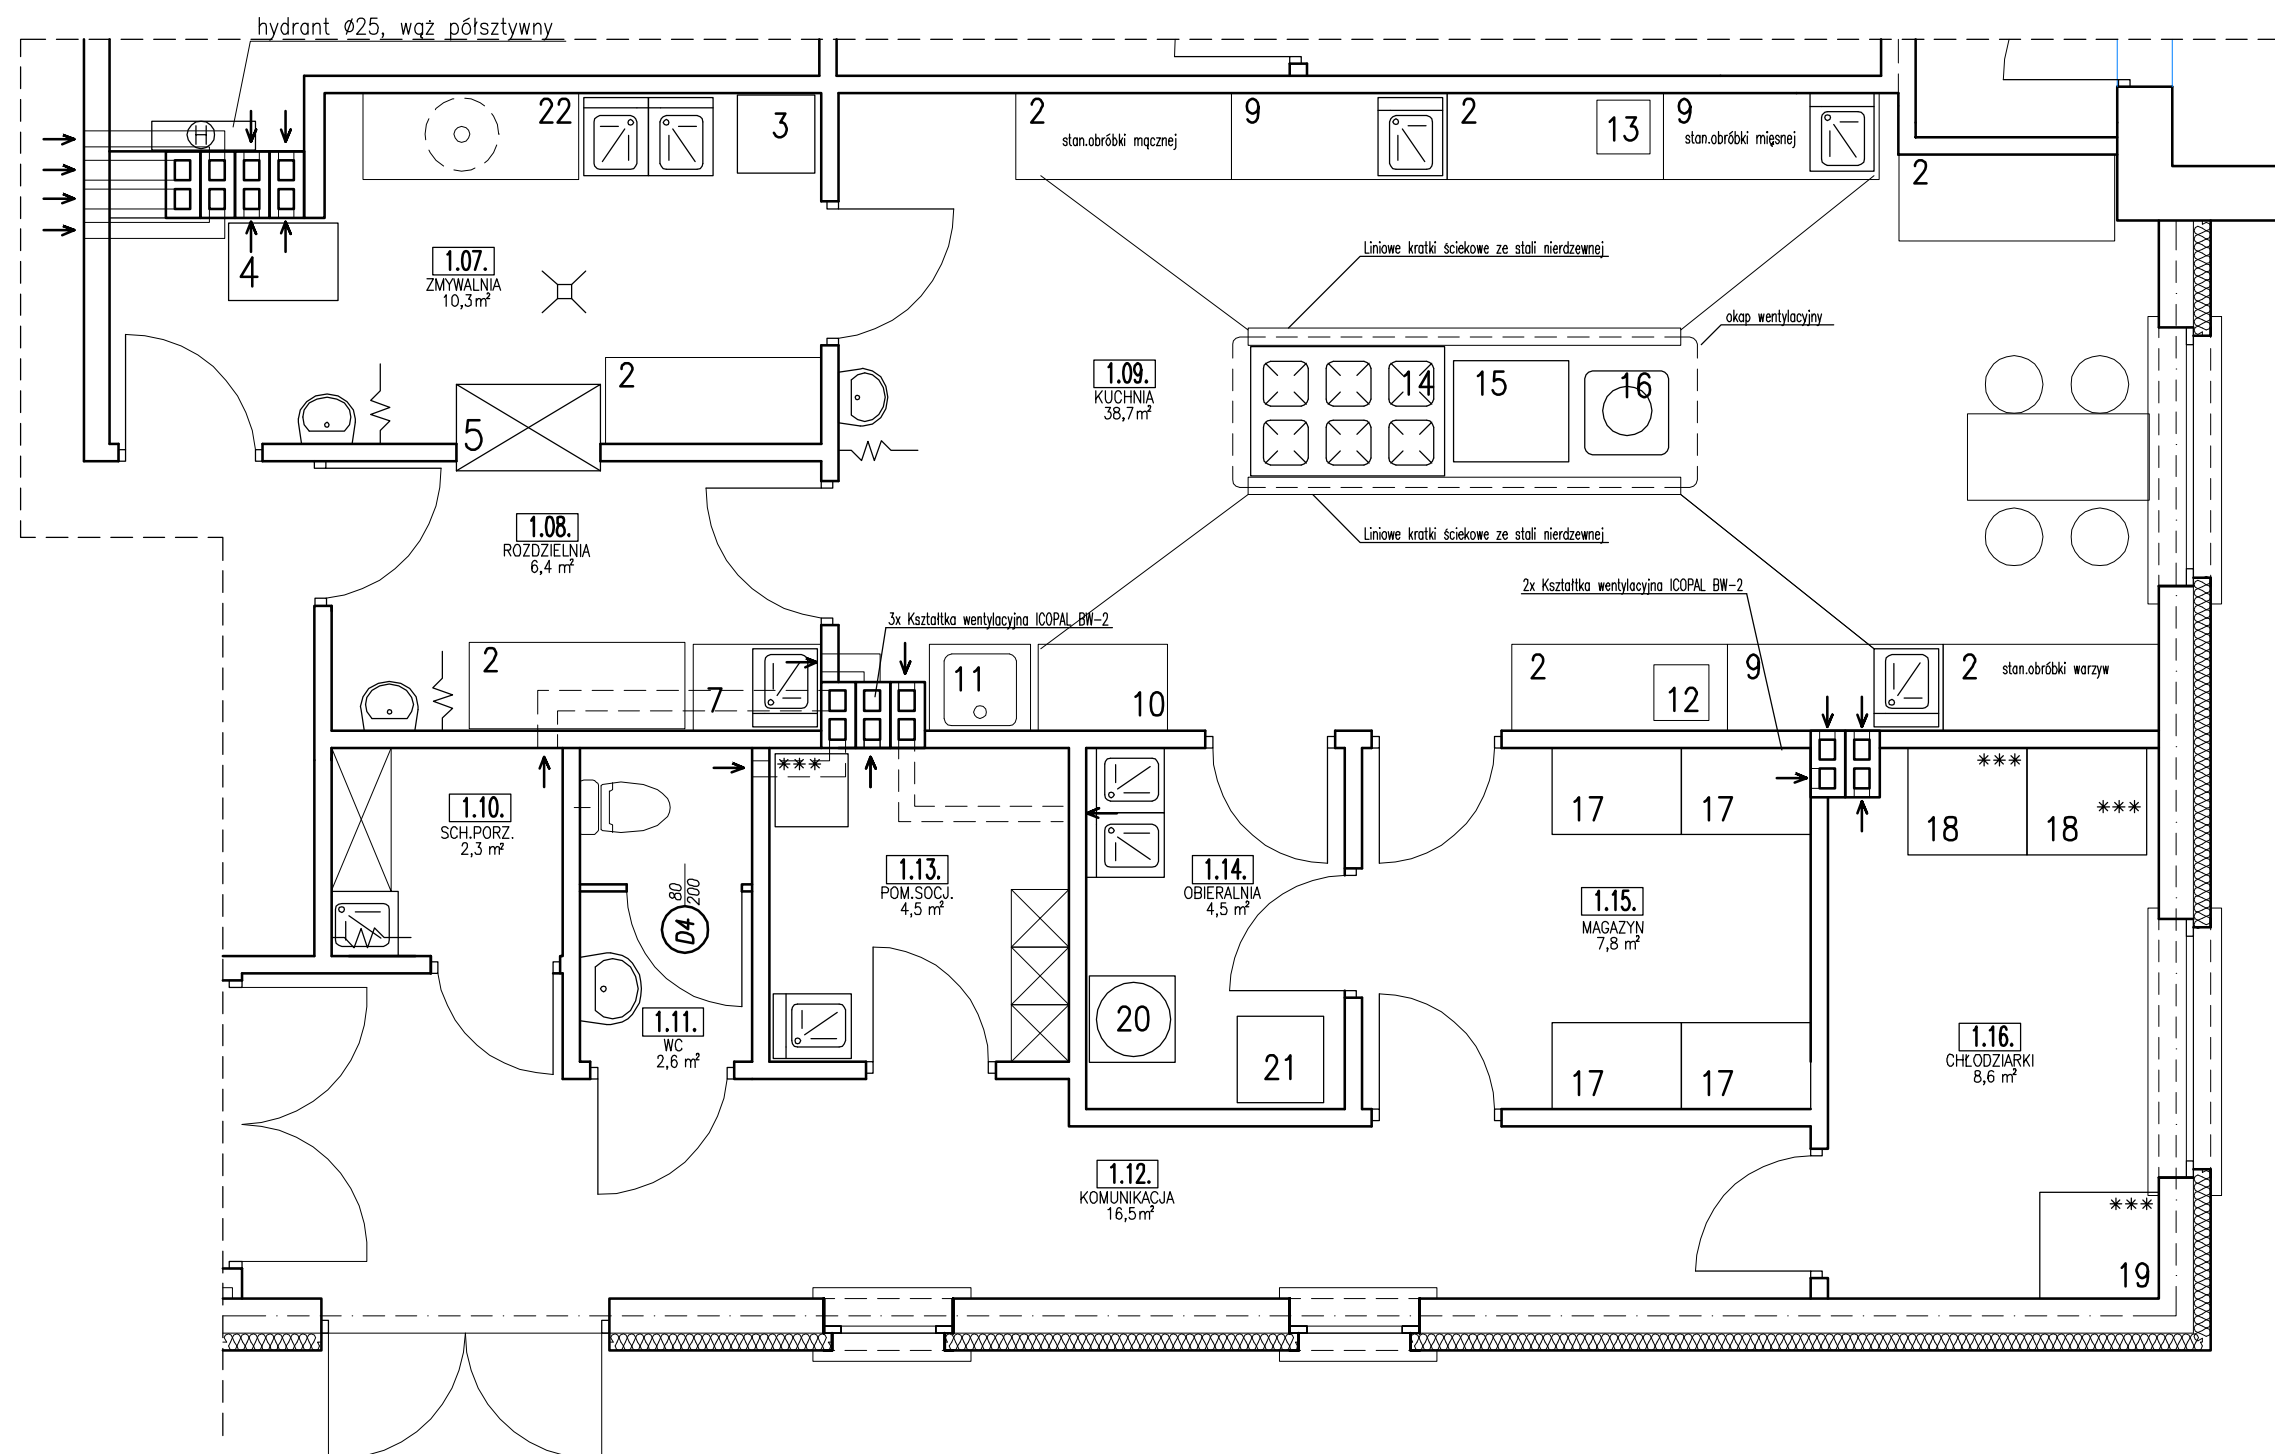 hydrant Ø25, wąż półsztywny
H
22
3
2
stan.obróbki mącznej
9
2
13
9
stan.obróbki mięsnej
2
4
1.07.
ZMYWALNIA
10,3m²
Liniowe kratki ściekowe ze stali nierdzewnej
okap wentylacyjny
2
5
1.09.
KUCHNIA
38,7m²
14
15
16
1.08.
ROZDZIELNIA
6,4 m²
Liniowe kratki ściekowe ze stali nierdzewnej
2x Kształtka wentylacyjna ICOPAL BW-2
3x Kształtka wentylacyjna ICOPAL BW-2
2
7
11
10
2
12
9
2
stan.obróbki warzyw
***
17
17
***
18
18
***
1.10.
SCH.PORZ.
2,3 m²
80
200
D4
1.13.
POM.SOCJ.
4,5 m²
1.14.
OBIERALNIA
4,5 m²
1.15.
MAGAZYN
7,8 m²
1.11.
WC
2,6 m²
20
21
17
17
1.16.
CHŁODZIARKI
8,6 m²
1.12.
KOMUNIKACJA
16,5m²
***
19